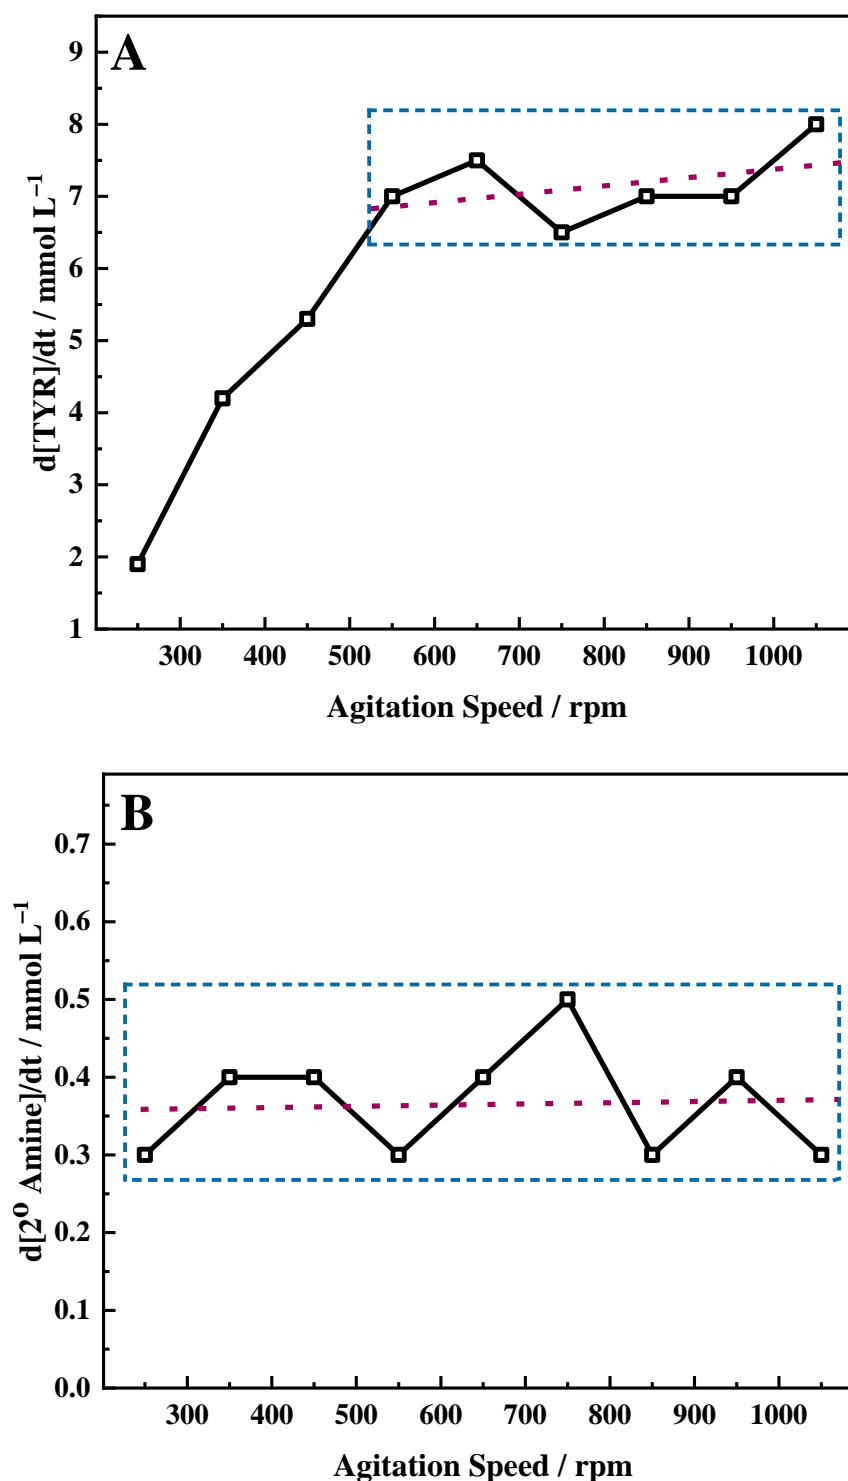 A
9
8
7
6
5
4
3
2
1
d[TYR]/dt / mmol L⁻¹
300 400 500 600 700 800 900 1000
Agitation Speed / rpm
B
0.7
0.6
0.5
0.4
0.3
0.2
0.1
0.0
d[2⁰ Amine]/dt / mmol L⁻¹
300 400 500 600 700 800 900 1000
Agitation Speed / rpm